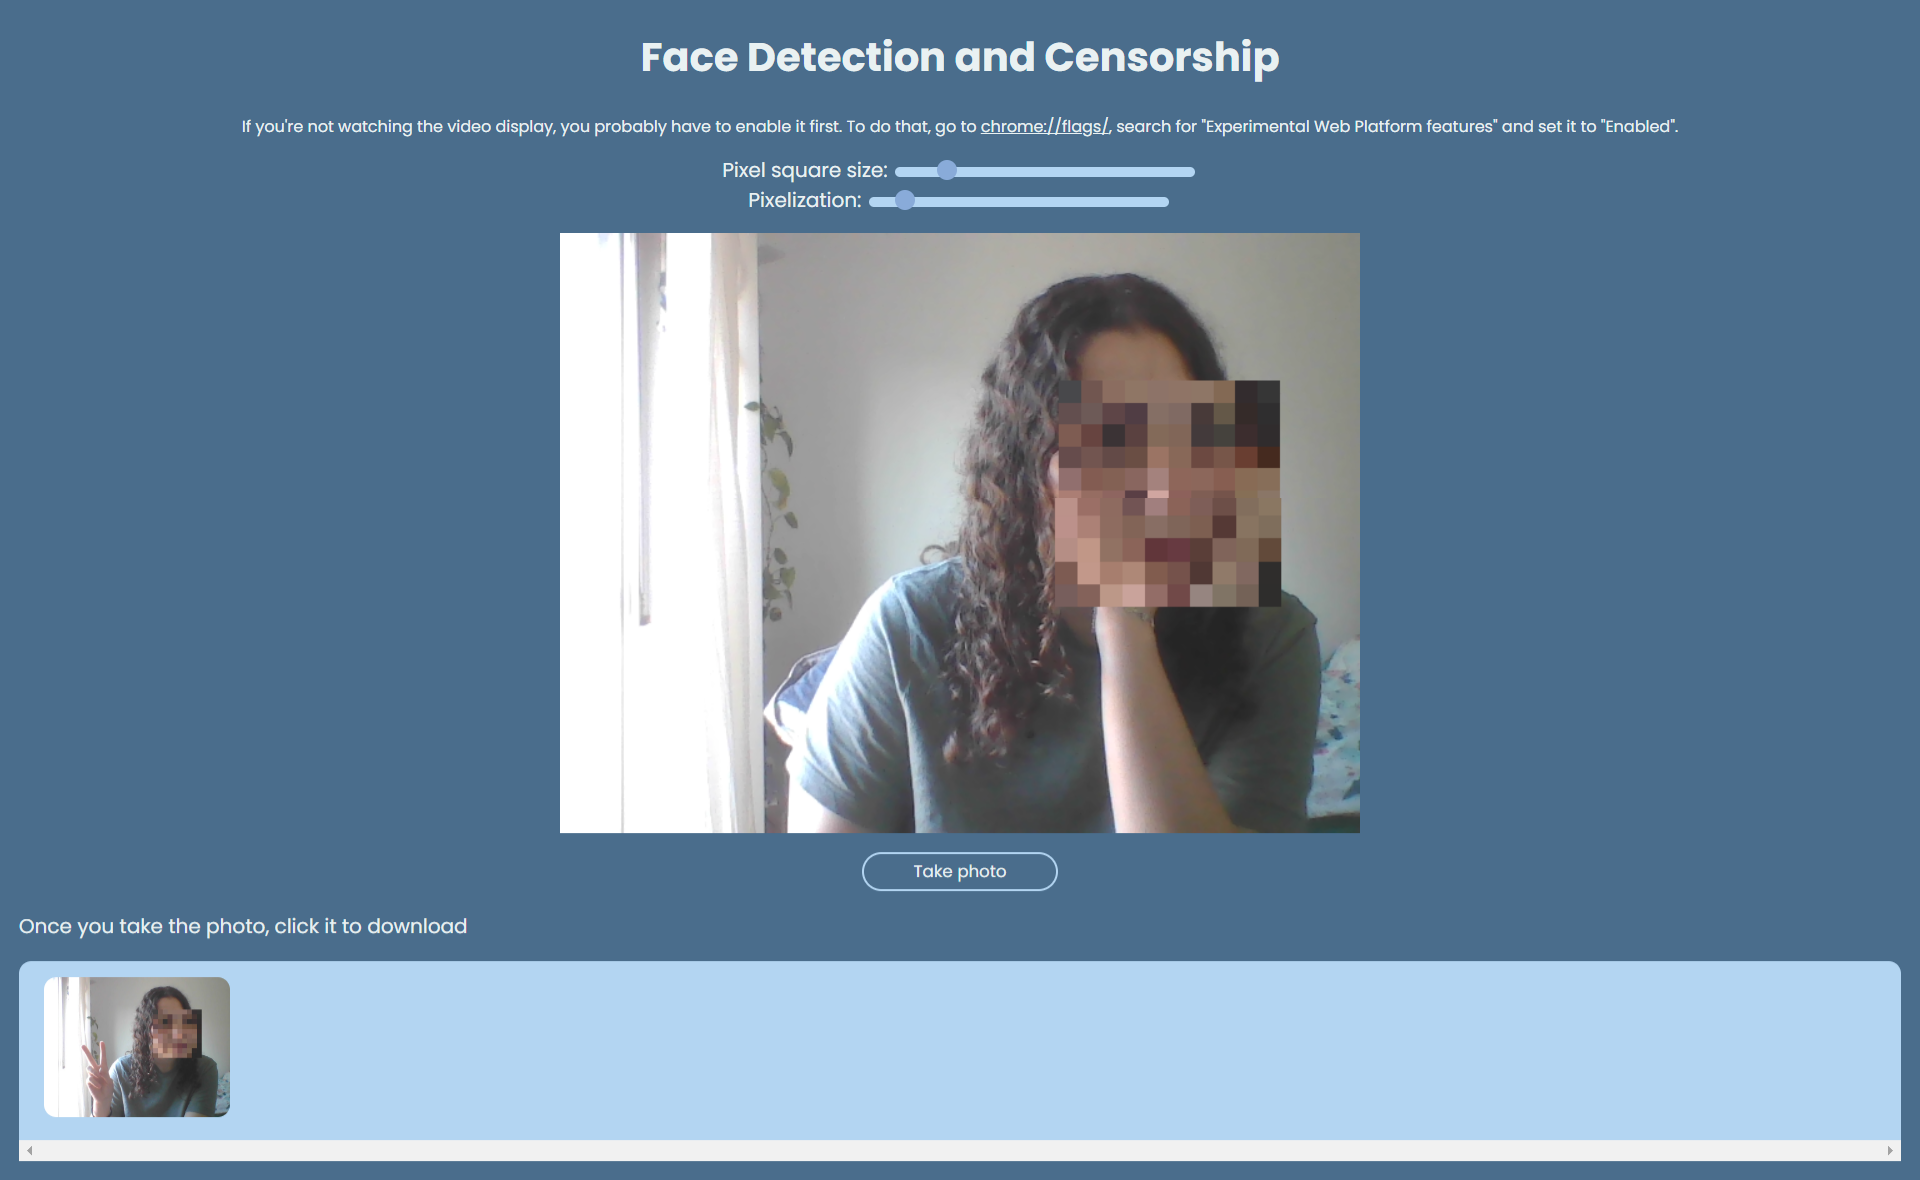 Face Detection and Censorship
If you're not watching the video display, you probably have to enable it first. To do that, go to chrome://flags/, search for "Experimental Web Platform features" and set it to "Enabled".
Pixel square size:
Pixelization:
Take photo
Once you take the photo, click it to download